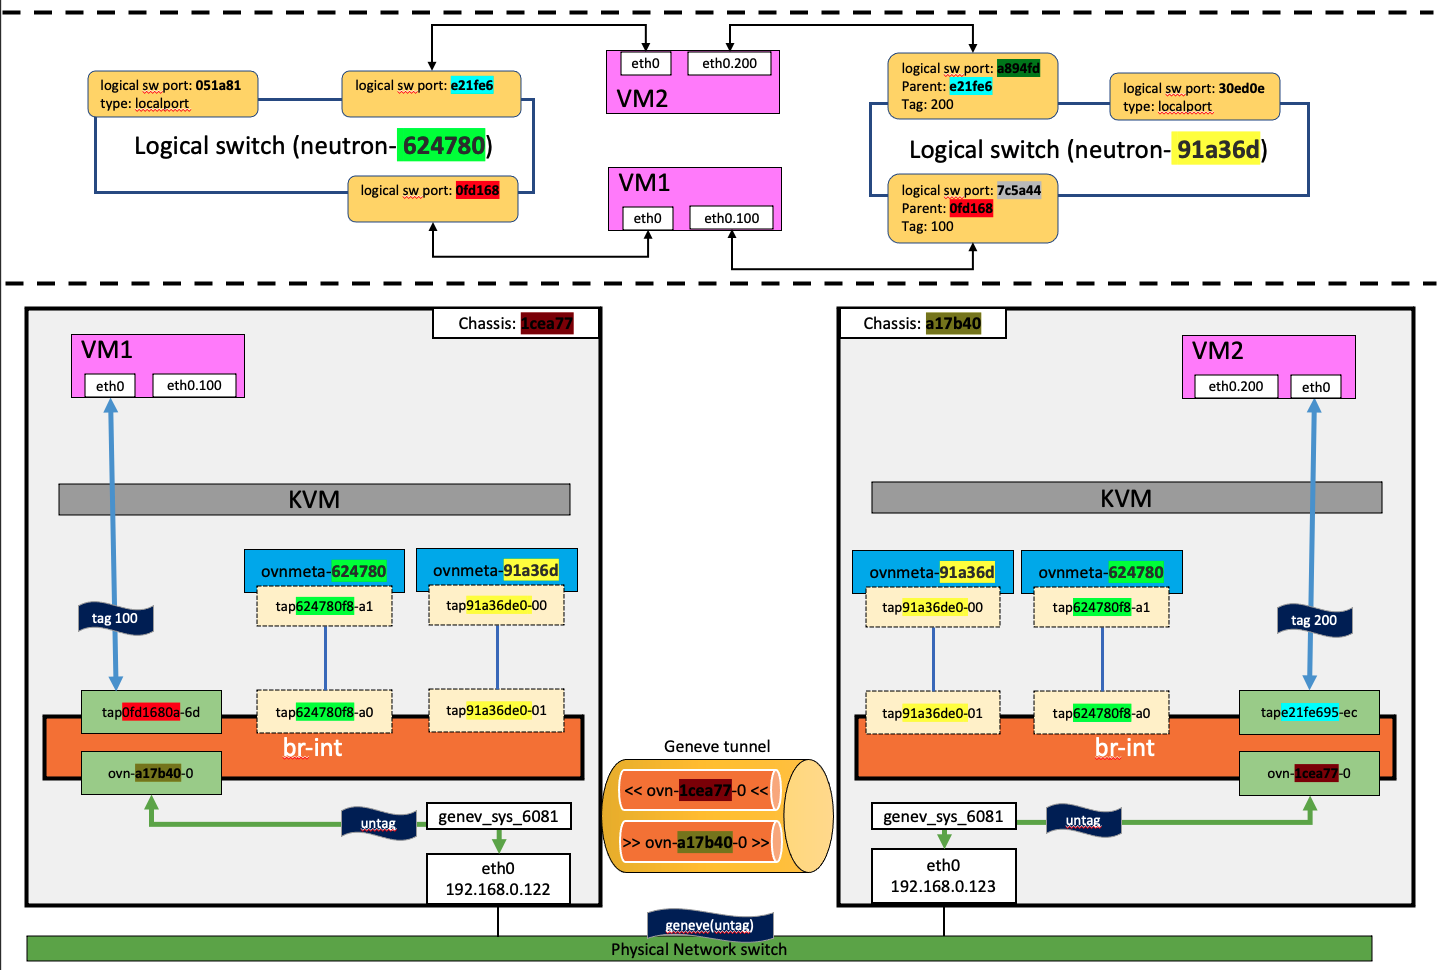 eth0
eth0.200
VM2
logical sw port: 051a81
type: localport
logical sw port: e21fe6
Logical switch (neutron- 624780)
logical sw port: 0fd168
VM1
eth0
eth0.100
logical sw port: a894fd
Parent: e21fe6
Tag: 200
logical sw port: 30ed0e
type: localport
Logical switch (neutron- 91a36d)
logical sw port: 7c5a44
Parent: 0fd168
Tag: 100
Chassis: 1cea77
VM1
eth0
eth0.100
KVM
ovnmeta-624780
ovnmeta-91a36d
tap624780f8-a1
tap91a36de0-00
tag 100
tap0fd1680a-6d
tap624780f8-a0
tap91a36de0-01
br-int
ovn-a17b40-0
untag
genev_sys_6081
eth0
192.168.0.122
Geneve tunnel
<< ovn-1cea77-0 <<
>> ovn-a17b40-0 >>
Chassis: a17b40
VM2
eth0.200
eth0
KVM
ovnmeta-91a36d
ovnmeta-624780
tap91a36de0-00
tap624780f8-a1
tag 200
tap91a36de0-01
tap624780f8-a0
tape21fe695-ec
br-int
ovn-1cea77-0
genev_sys_6081
untag
eth0
192.168.0.123
geneve(untag)
Physical Network switch